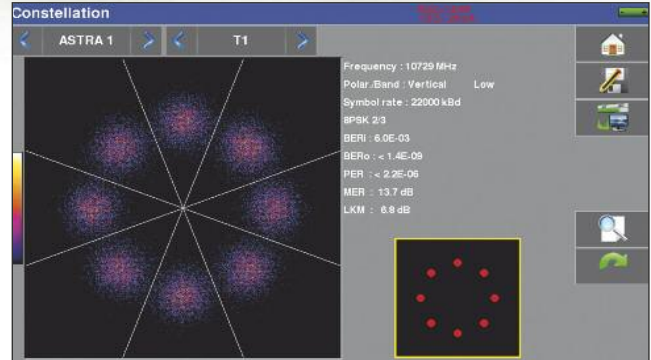 Constellation
ASTRA 1
T1
Frequency : 10729 MHz
Polar./Band : Vertical Low
Symbol rate : 22000 kBd
8PSK 2/3
BERi : 6.0E-03
BERo : < 1.4E-09
PER : < 2.2E-06
MER : 13.7 dB
LKM : 6.9 dB